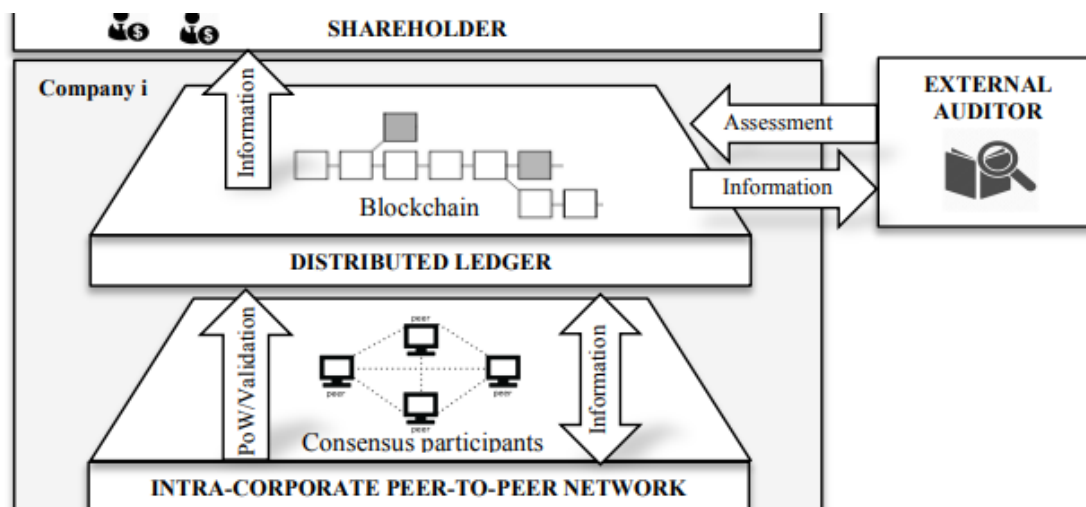 SHAREHOLDER
Company i
Information
Blockchain
DISTRIBUTED LEDGER
Assessment
Information
EXTERNAL
AUDITOR
PoW/Validation
peer
peer
peer
peer
Consensus participants
Information
INTRA-CORPORATE PEER-TO-PEER NETWORK